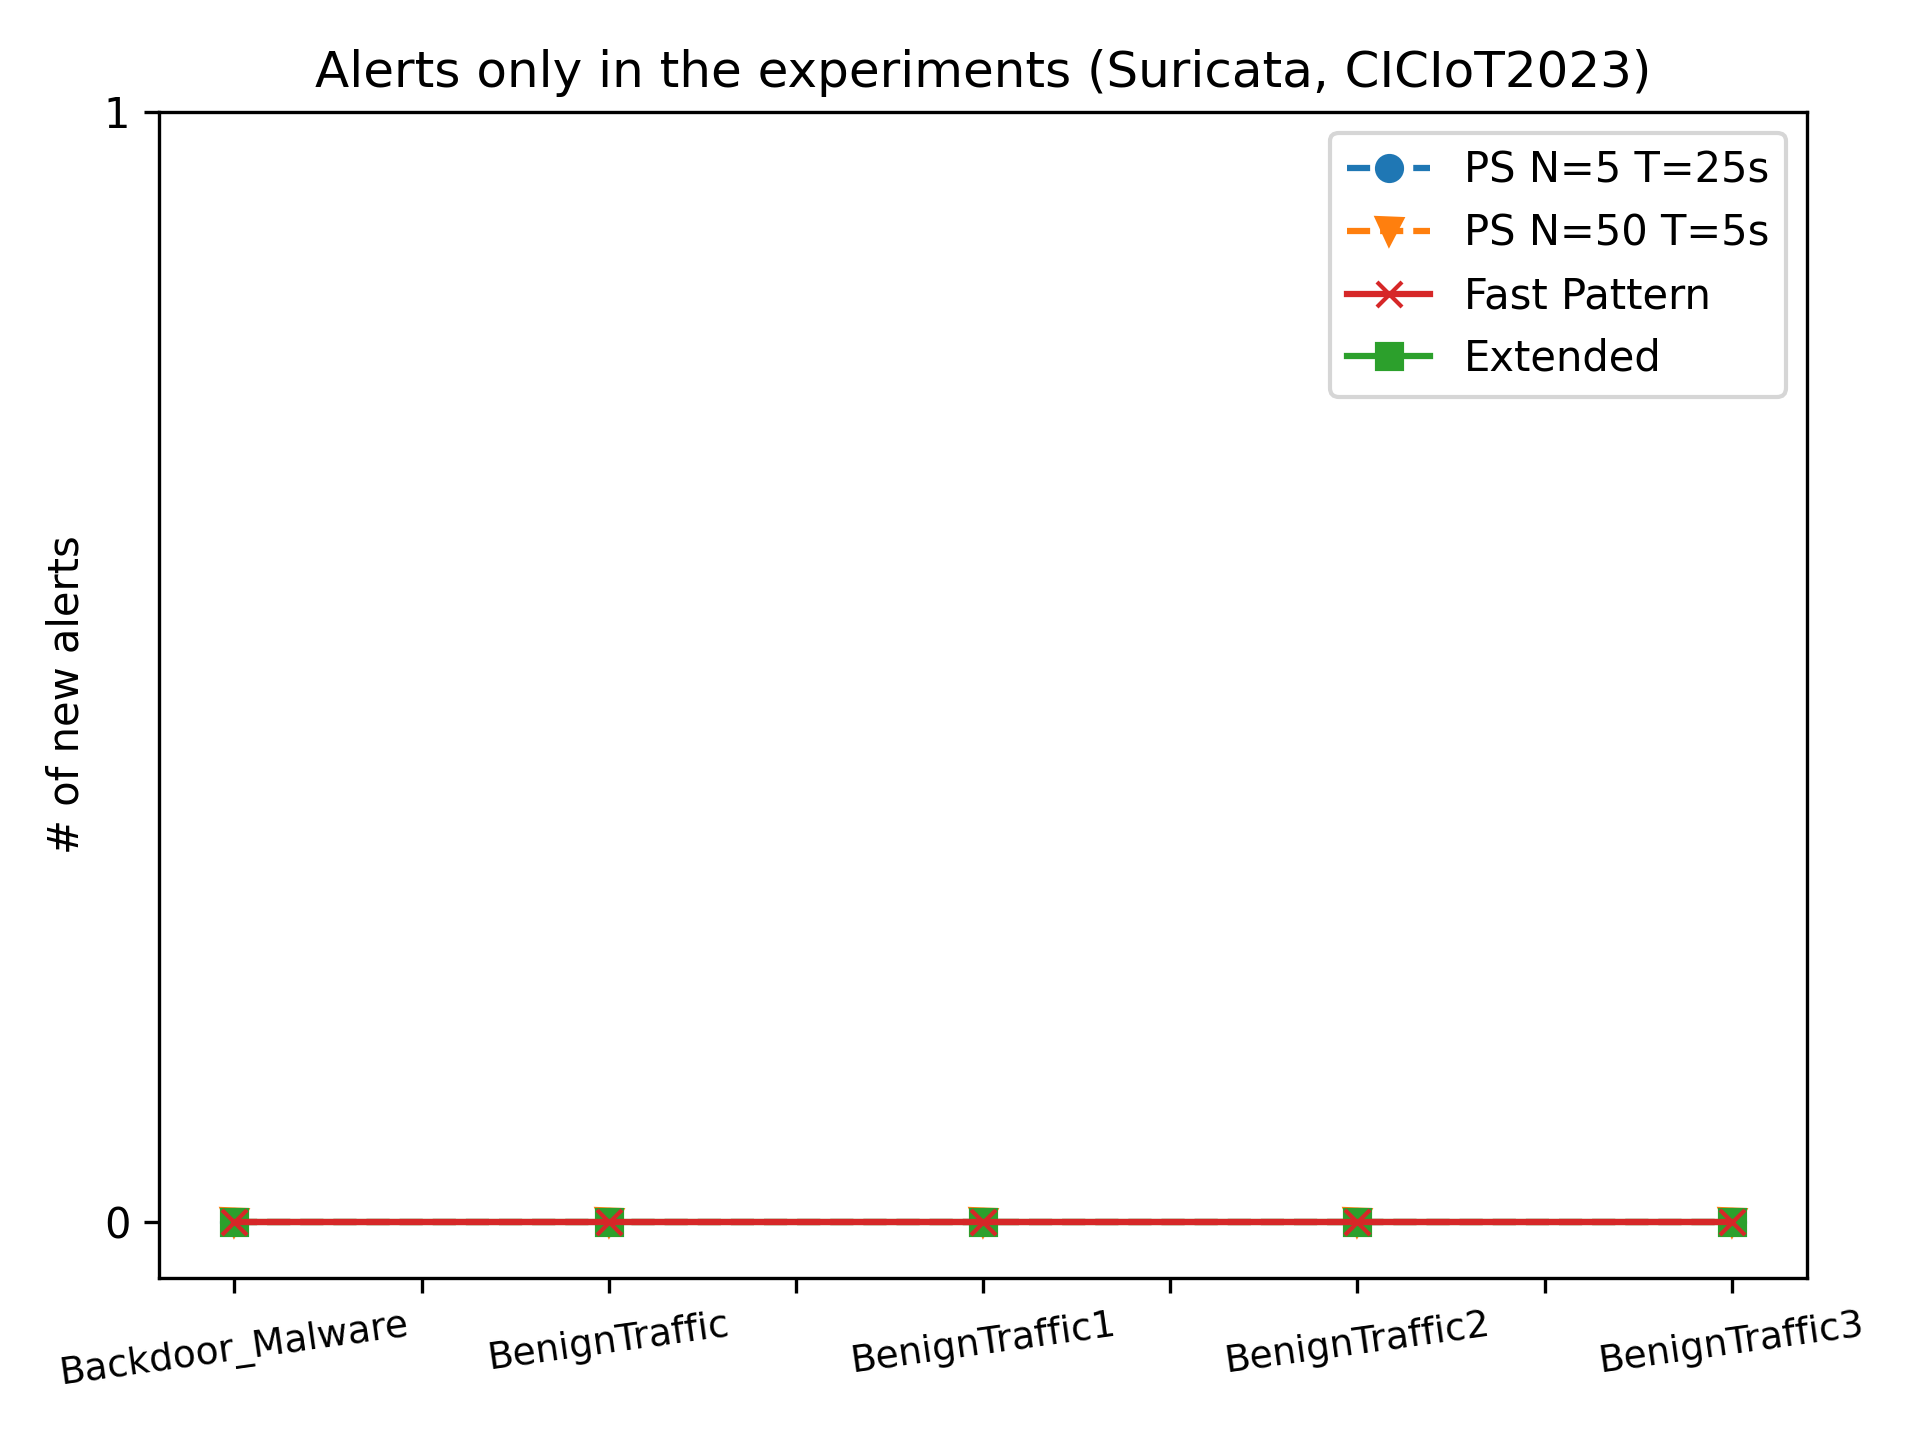 Alerts only in the experiments (Suricata, CICIoT2023)
1
PS N=5 T=25s
PS N=50 T=5s
Fast Pattern
Extended
# of new alerts
0
Backdoor_Malware
BenignTraffic
BenignTraffic1
BenignTraffic2
BenignTraffic3